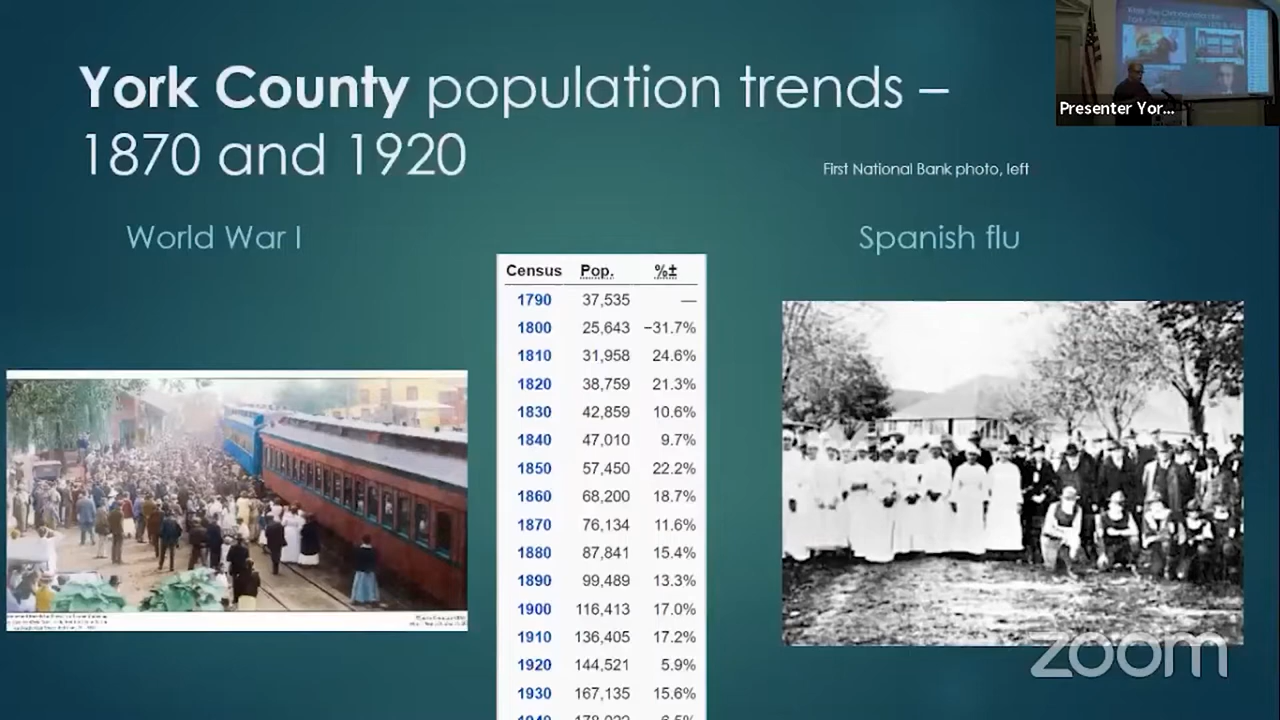 York County population trends –
1870 and 1920
Presenter Yor...
First National Bank photo, left
World War I
Spanish flu
Census Pop. %±
1790 37,535 —
1800 25,643 −31.7%
1810 31,958 24.6%
1820 38,759 21.3%
1830 42,859 10.6%
1840 47,010 9.7%
1850 57,450 22.2%
1860 68,200 18.7%
1870 76,134 11.6%
1880 87,841 15.4%
1890 99,489 13.3%
1900 116,413 17.0%
1910 136,405 17.2%
1920 144,521 5.9%
1930 167,135 15.6%
zoom